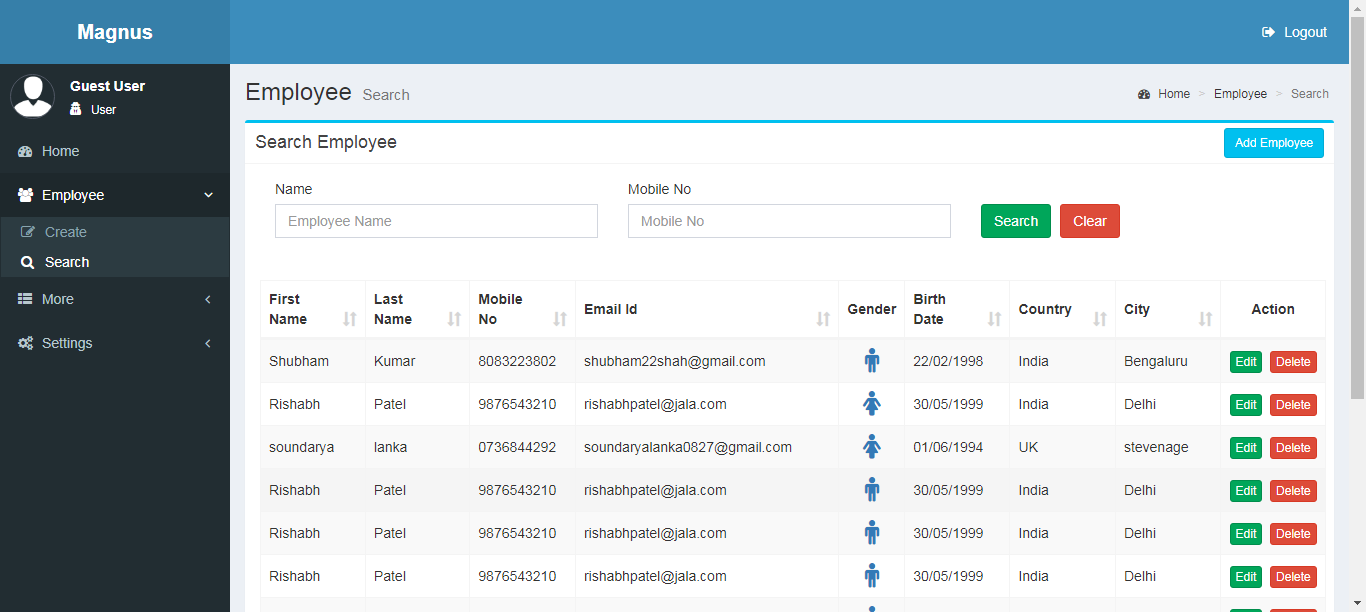 Magnus
Logout
Guest User
User
Home
Employee
Create
Search
More
Settings
Employee Search
Home > Employee > Search
Search Employee
Add Employee
Name
Mobile No
Employee Name
Mobile No
Search
Clear
First Name Last Name Mobile No Email Id Gender Birth Date Country City Action
Shubham Kumar 8083223802 shubham22shah@gmail.com 22/02/1998 India Bengaluru Edit Delete
Rishabh Patel 9876543210 rishabhpatel@jala.com 30/05/1999 India Delhi Edit Delete
soundarya lanka 0736844292 soundaryalanka0827@gmail.com 01/06/1994 UK stevenage Edit Delete
Rishabh Patel 9876543210 rishabhpatel@jala.com 30/05/1999 India Delhi Edit Delete
Rishabh Patel 9876543210 rishabhpatel@jala.com 30/05/1999 India Delhi Edit Delete
Rishabh Patel 9876543210 rishabhpatel@jala.com 30/05/1999 India Delhi Edit Delete